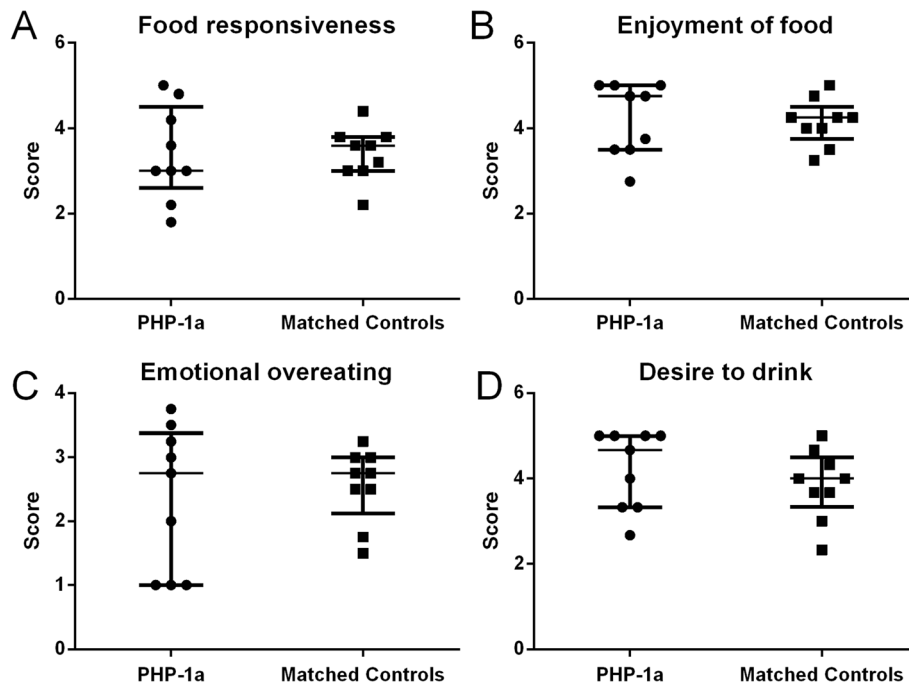 A
Food responsiveness
6
4
2
0
Score
PHP-1a
Matched Controls
B
Enjoyment of food
6
4
2
0
Score
PHP-1a
Matched Controls
C
Emotional overeating
4
3
2
1
0
Score
PHP-1a
Matched Controls
D
Desire to drink
6
4
2
0
Score
PHP-1a
Matched Controls